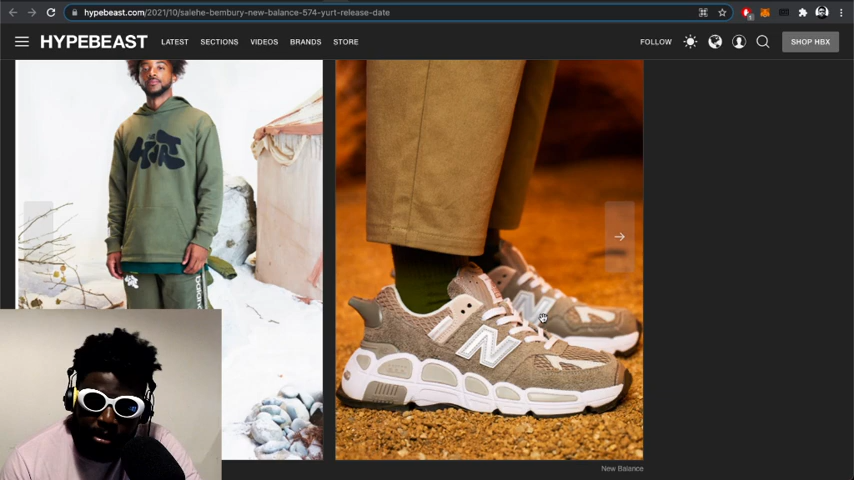 hypebeast.com/2021/10/salehe-bembury-new-balance-574-yurt-release-date
HYPEBEAST LATEST SECTIONS VIDEOS BRANDS STORE FOLLOW SHOP HBX
N
N
New Balance